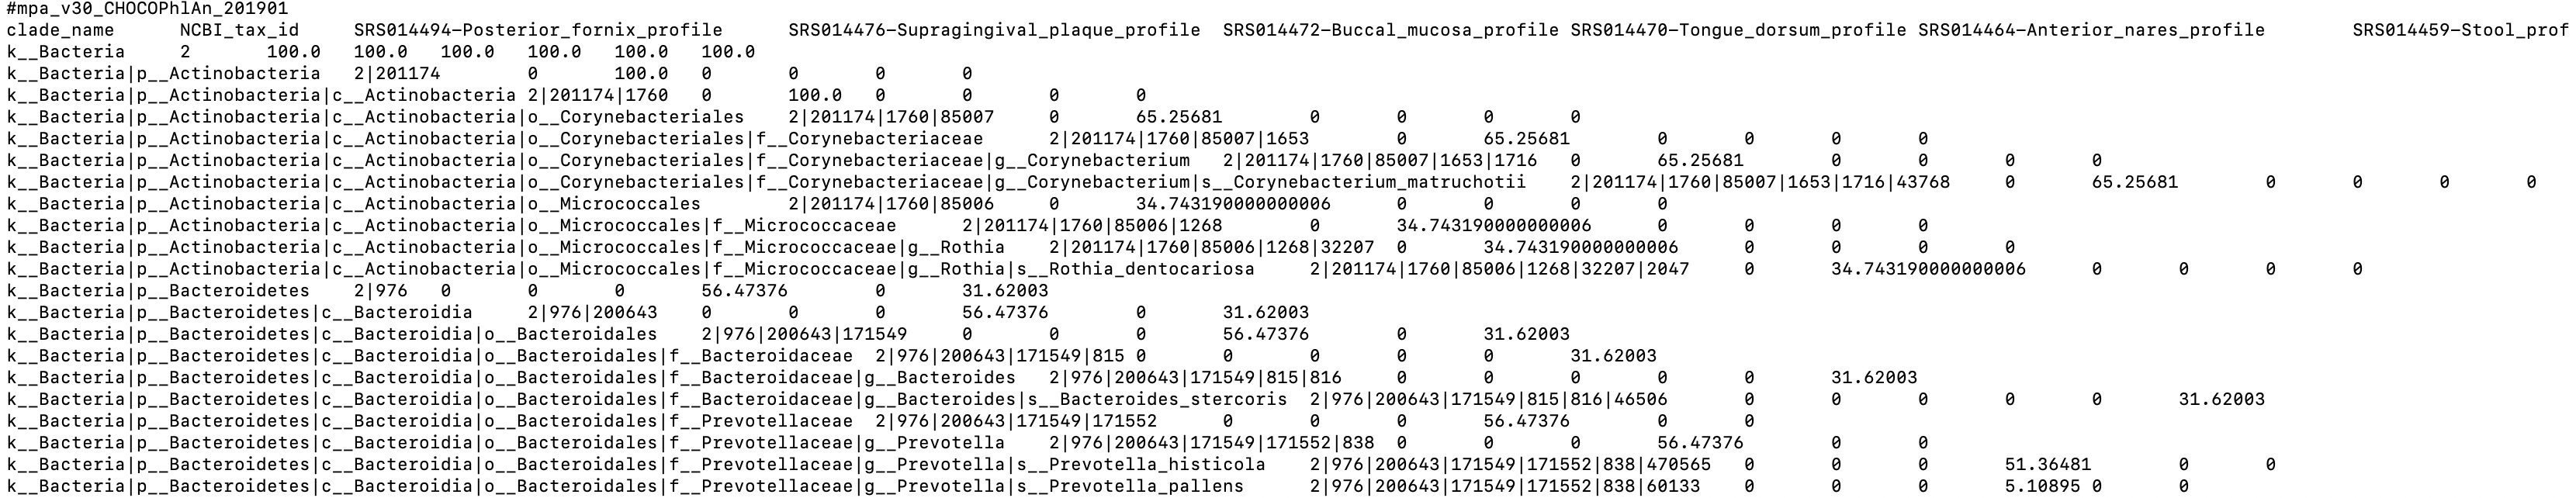 #mpa_v30_CHOCOPhlAn_201901
clade_name NCBI_tax_id SRS014494-Posterior_fornix_profile SRS014476-Supragingival_plaque_profile SRS014472-Buccal_mucosa_profile SRS014470-Tongue_dorsum_profile SRS014464-Anterior_nares_profile SRS014459-Stool_prof
k__Bacteria 2 100.0 100.0 100.0 100.0 100.0 100.0
k__Bacteria|p__Actinobacteria 2|201174 0 100.0 0 0 0 0
k__Bacteria|p__Actinobacteria|c__Actinobacteria 2|201174|1760 0 100.0 0 0 0 0
k__Bacteria|p__Actinobacteria|c__Actinobacteria|o__Corynebacteriales 2|201174|1760|85007 0 65.25681 0 0 0 0
k__Bacteria|p__Actinobacteria|c__Actinobacteria|o__Corynebacteriales|f__Corynebacteriaceae 2|201174|1760|85007|1653 0 65.25681 0 0 0 0
k__Bacteria|p__Actinobacteria|c__Actinobacteria|o__Corynebacteriales|f__Corynebacteriaceae|g__Corynebacterium 2|201174|1760|85007|1653|1716 0 65.25681 0 0 0 0
k__Bacteria|p__Actinobacteria|c__Actinobacteria|o__Corynebacteriales|f__Corynebacteriaceae|g__Corynebacterium|s__Corynebacterium_matruchotii 2|201174|1760|85007|1653|1716|43768 0 65.25681 0 0 0 0
k__Bacteria|p__Actinobacteria|c__Actinobacteria|o__Micrococcales 2|201174|1760|85006 0 34.743190000000006 0 0 0 0
k__Bacteria|p__Actinobacteria|c__Actinobacteria|o__Micrococcales|f__Micrococcaceae 2|201174|1760|85006|1268 0 34.743190000000006 0 0 0 0
k__Bacteria|p__Actinobacteria|c__Actinobacteria|o__Micrococcales|f__Micrococcaceae|g__Rothia 2|201174|1760|85006|1268|32207 0 34.743190000000006 0 0 0 0
k__Bacteria|p__Actinobacteria|c__Actinobacteria|o__Micrococcales|f__Micrococcaceae|g__Rothia|s__Rothia_dentocariosa 2|201174|1760|85006|1268|32207|2047 0 34.743190000000006 0 0 0 0
k__Bacteria|p__Bacteroidetes 2|976 0 0 0 56.47376 0 31.62003
k__Bacteria|p__Bacteroidetes|c__Bacteroidia 2|976|200643 0 0 0 56.47376 0 31.62003
k__Bacteria|p__Bacteroidetes|c__Bacteroidia|o__Bacteroidales 2|976|200643|171549 0 0 0 56.47376 0 31.62003
k__Bacteria|p__Bacteroidetes|c__Bacteroidia|o__Bacteroidales|f__Bacteroidaceae 2|976|200643|171549|815 0 0 0 0 0 31.62003
k__Bacteria|p__Bacteroidetes|c__Bacteroidia|o__Bacteroidales|f__Bacteroidaceae|g__Bacteroides 2|976|200643|171549|815|816 0 0 0 0 0 31.62003
k__Bacteria|p__Bacteroidetes|c__Bacteroidia|o__Bacteroidales|f__Bacteroidaceae|g__Bacteroides|s__Bacteroides_stercoris 2|976|200643|171549|815|816|46506 0 0 0 0 0 31.62003
k__Bacteria|p__Bacteroidetes|c__Bacteroidia|o__Bacteroidales|f__Prevotellaceae 2|976|200643|171549|171552 0 0 0 56.47376 0 0
k__Bacteria|p__Bacteroidetes|c__Bacteroidia|o__Bacteroidales|f__Prevotellaceae|g__Prevotella 2|976|200643|171549|171552|838 0 0 0 56.47376 0 0
k__Bacteria|p__Bacteroidetes|c__Bacteroidia|o__Bacteroidales|f__Prevotellaceae|g__Prevotella|s__Prevotella_histicola 2|976|200643|171549|171552|838|470565 0 0 0 51.36481 0 0
k__Bacteria|p__Bacteroidetes|c__Bacteroidia|o__Bacteroidales|f__Prevotellaceae|g__Prevotella|s__Prevotella_pallens 2|976|200643|171549|171552|838|60133 0 0 0 5.10895 0 0